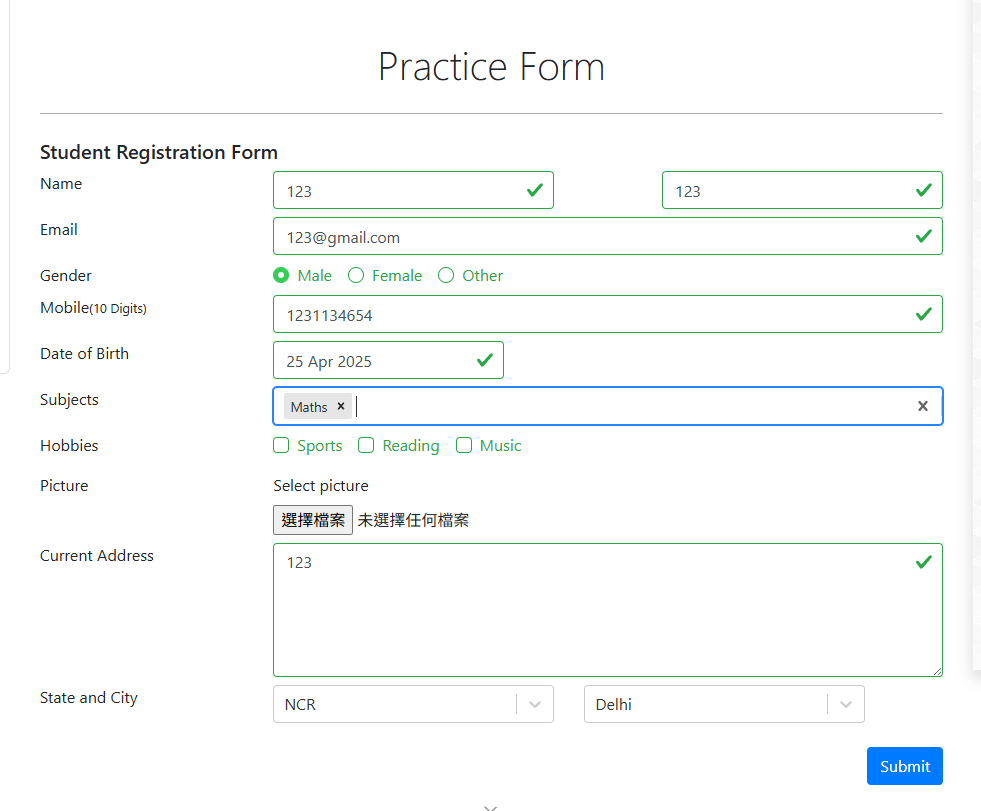 Practice Form
Student Registration Form
Name 123 123
Email 123@gmail.com
Gender Male Female Other
Mobile(10 Digits) 1231134654
Date of Birth 25 Apr 2025
Subjects Maths
Hobbies Sports Reading Music
Picture Select picture
選擇檔案 未選擇任何檔案
Current Address 123
State and City NCR Delhi
Submit